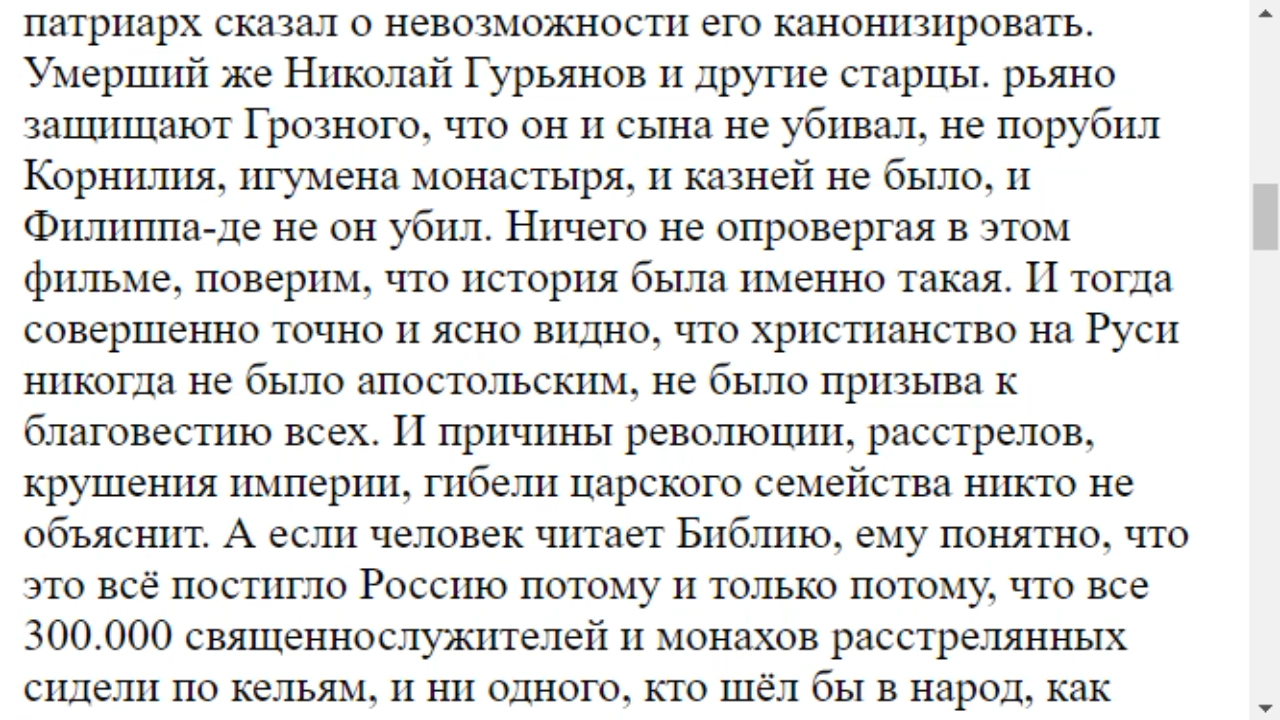 патриарх сказал о невозможности его канонизировать.
Умерший же Николай Гурьянов и другие старцы. рьяно
защищают Грозного, что он и сына не убивал, не порубил
Корнилия, игумена монастыря, и казней не было, и
Филиппа-де не он убил. Ничего не опровергая в этом
фильме, поверим, что история была именно такая. И тогда
совершенно точно и ясно видно, что христианство на Руси
никогда не было апостольским, не было призыва к
благовестию всех. И причины революции, расстрелов,
крушения империи, гибели царского семейства никто не
объяснит. А если человек читает Библию, ему понятно, что
это всё постигло Россию потому и только потому, что все
300.000 священнослужителей и монахов расстрелянных
сидели по кельям, и ни одного, кто шёл бы в народ, как